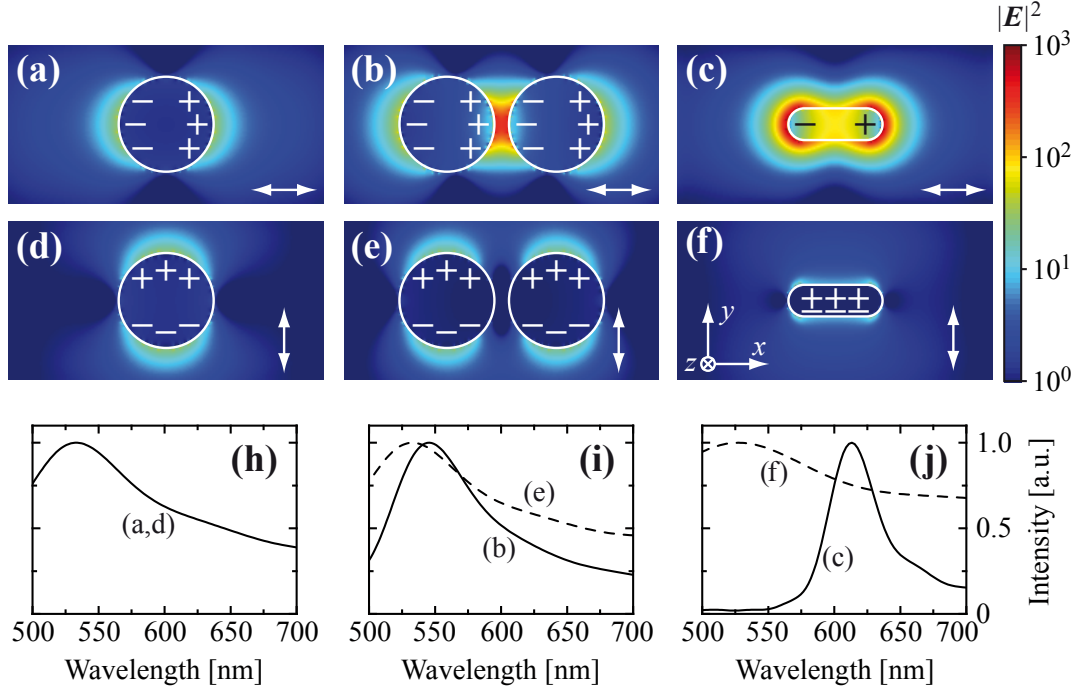 |E|²
(a)
(b)
(c)
10³
− + − + − +
− + − + − + − + − + − +
− +
10²
(d)
(e)
(f)
+ + +
− − −
+ + + + + +
− − − − − −
+ + +
− − −
y
z x
10¹
10⁰
(h)
(a,d)
(i)
(e)
(b)
(j)
(f)
(c)
1.0
0.5
0
Intensity [a.u.]
500 550 600 650 700
500 550 600 650 700
500 550 600 650 700
Wavelength [nm]
Wavelength [nm]
Wavelength [nm]